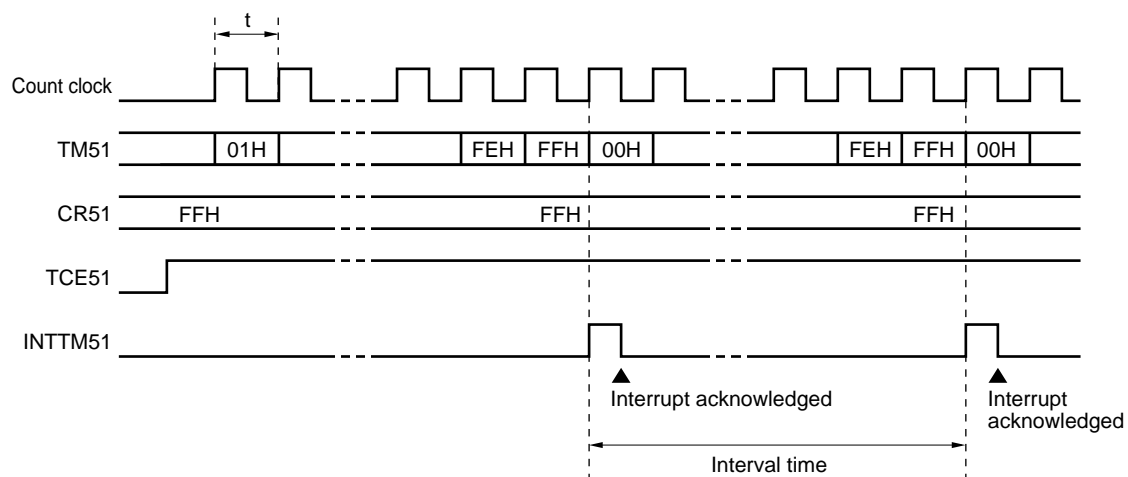 t
Count clock
TM51 01H FEH FFH 00H FEH FFH 00H
CR51 FFH FFH FFH
TCE51
INTTM51
Interrupt acknowledged Interrupt
acknowledged
Interval time